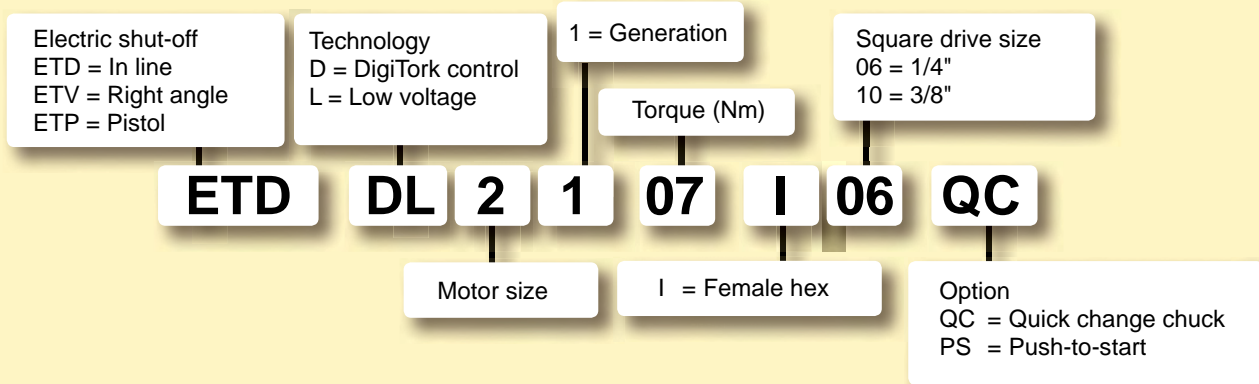 Electric shut-off
ETD = In line
ETV = Right angle
ETP = Pistol
Technology
D = DigiTork control
L = Low voltage
1 = Generation
Torque (Nm)
Square drive size
06 = 1/4"
10 = 3/8"
ETD DL 2 1 07 I 06 QC
Motor size
I = Female hex
Option
QC = Quick change chuck
PS = Push-to-start